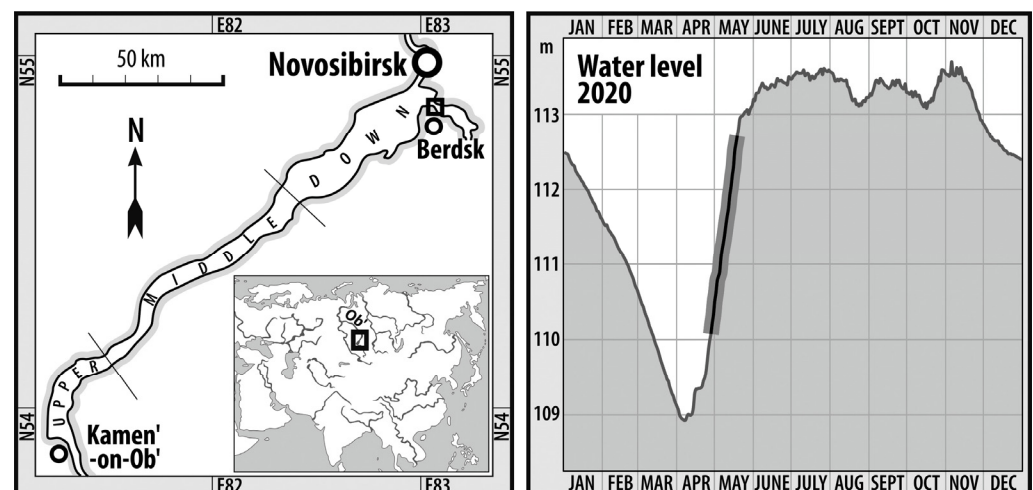 E82 E83
50 km
Novosibirsk
N55
N55
N
Berdsk
DOWN
MIDDLE
UPPER
Ob'
Kamen'
-on-Ob'
N54
N54
E82 E83
JAN FEB MAR APR MAY JUNE JULY AUG SEPT OCT NOV DEC
m
Water level
2020
113
112
111
110
109
JAN FEB MAR APR MAY JUNE JULY AUG SEPT OCT NOV DEC